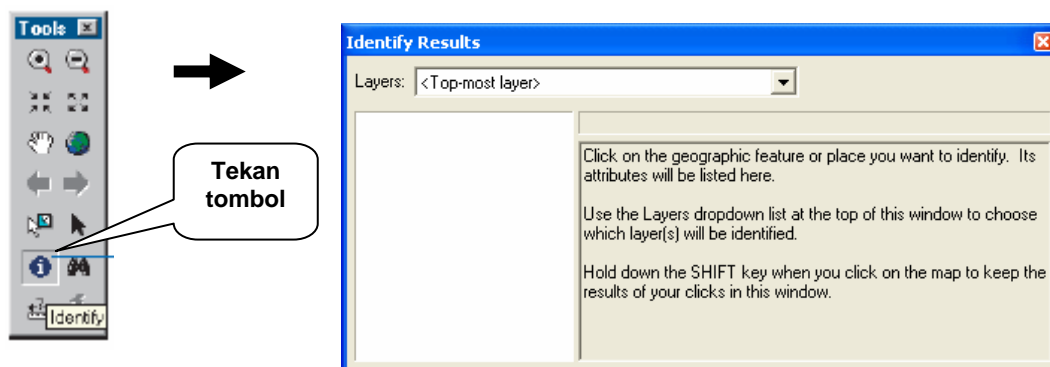 Tools
Identify
Tekan
tombol
Identify Results
Layers: <Top-most layer>
Click on the geographic feature or place you want to identify. Its
attributes will be listed here.
Use the Layers dropdown list at the top of this window to choose
which layer(s) will be identified.
Hold down the SHIFT key when you click on the map to keep the
results of your clicks in this window.